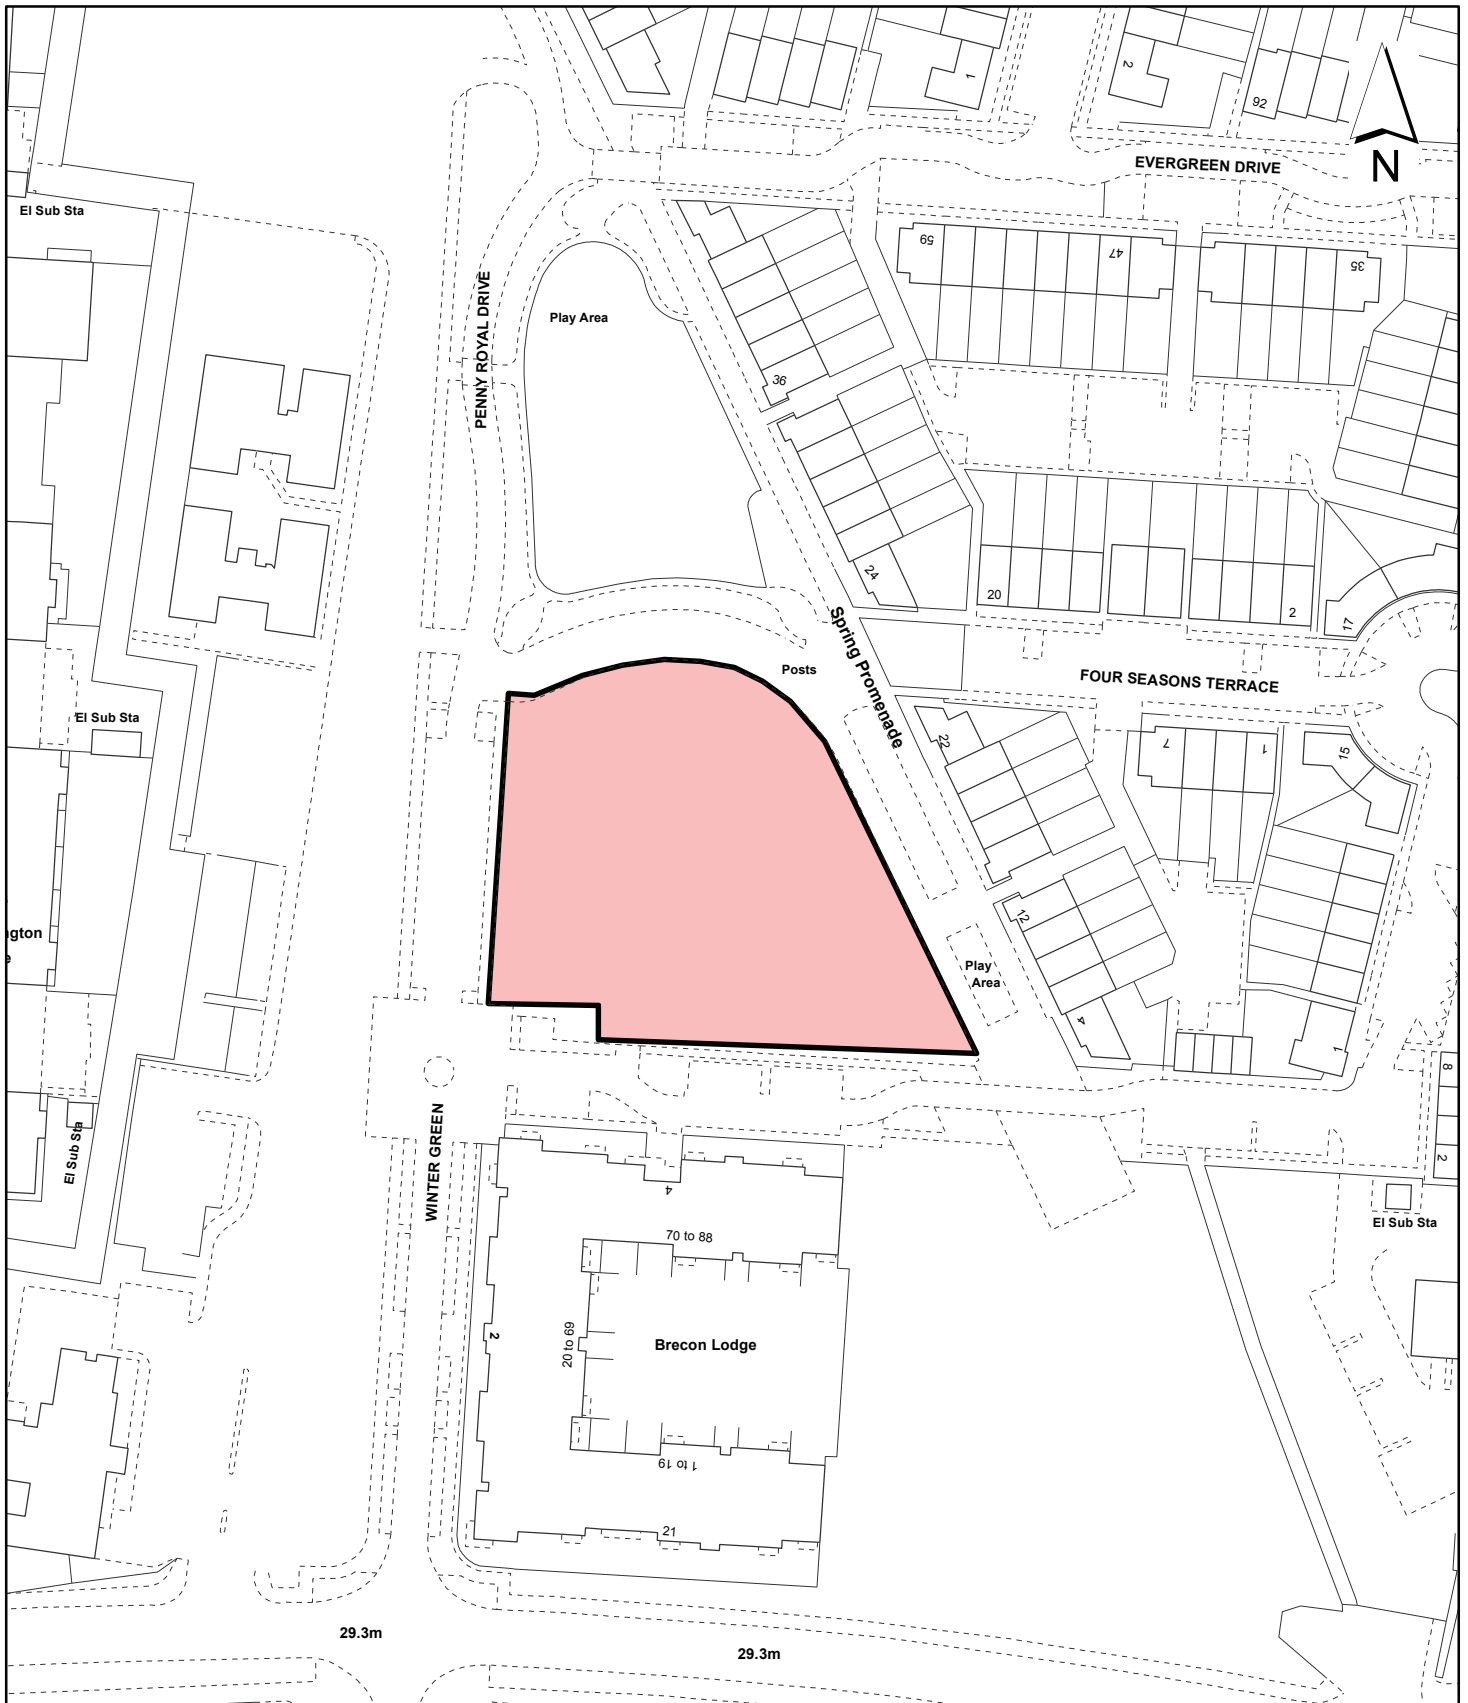 1
2
92
EVERGREEN DRIVE
N
El Sub Sta
59
47
35
PENNY ROYAL DRIVE
Play Area
36
24
20
2
17
Spring Promenade
Posts
FOUR SEASONS TERRACE
El Sub Sta
22
7
1
15
12
ngton
Play
Area
4
1
8
2
El Sub Sta
WINTER GREEN
4
70 to 88
El Sub Sta
2
20 to 69
Brecon Lodge
1 to 19
21
29.3m
29.3m